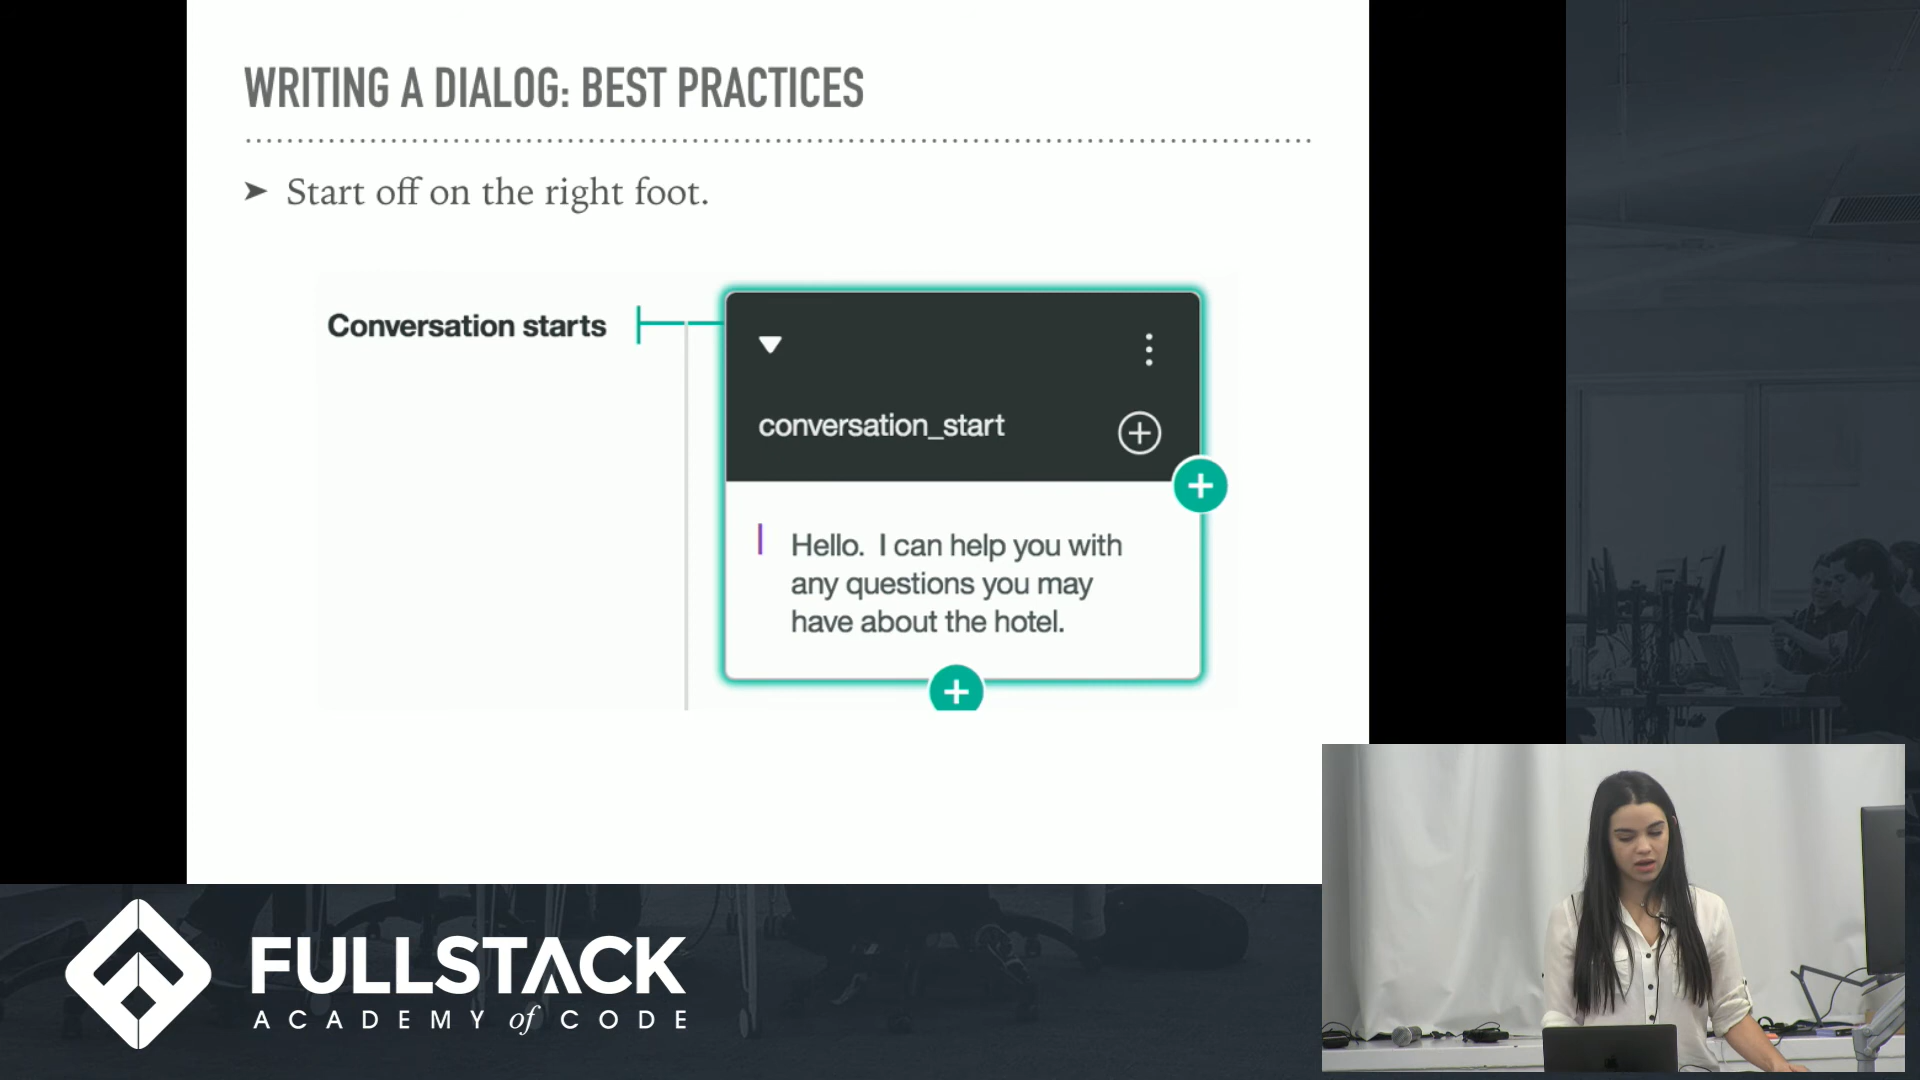 WRITING A DIALOG: BEST PRACTICES
➤ Start off on the right foot.
Conversation starts
conversation_start
Hello. I can help you with
any questions you may
have about the hotel.
FULLSTACK
ACADEMY of CODE